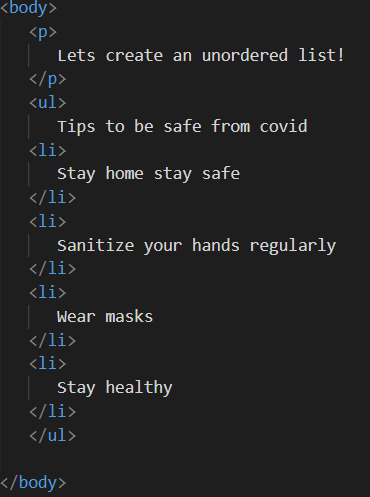 <body>
<p>
Lets create an unordered list!
</p>
<ul>
Tips to be safe from covid
<li>
Stay home stay safe
</li>
<li>
Sanitize your hands regularly
</li>
<li>
Wear masks
</li>
<li>
Stay healthy
</li>
</ul>
</body>